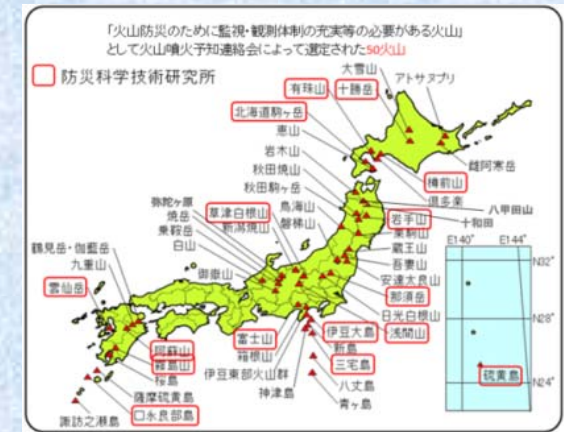 「火山防災のために監視・観測体制の充実等の必要がある火山」
として火山噴火予知連絡会によって選定された50火山
防災科学技術研究所
大雪山
アトサヌプリ
有珠山
十勝岳
北海道駒ヶ岳
恵山
岩木山
雌阿寒岳
秋田焼山
樽前山
倶多楽
秋田駒ヶ岳
八甲田山
弥陀ヶ原
鳥海山
岩手山
十和田
草津白根山
焼岳
新潟焼山
栗駒山
乗鞍岳
磐梯山
蔵王山
白山
吾妻山
鶴見岳・伽藍岳
御嶽山
安達太良山
九重山
那須岳
雲仙岳
日光白根山
富士山
伊豆大島
浅間山
阿蘇山
箱根山
新島
霧島山
伊豆東部火山群
三宅島
桜島
神津島
八丈島
薩摩硫黄島
青ヶ島
口永良部島
諏訪之瀬島
E140°
E144°
N32°
N28°
硫黄島
N24°